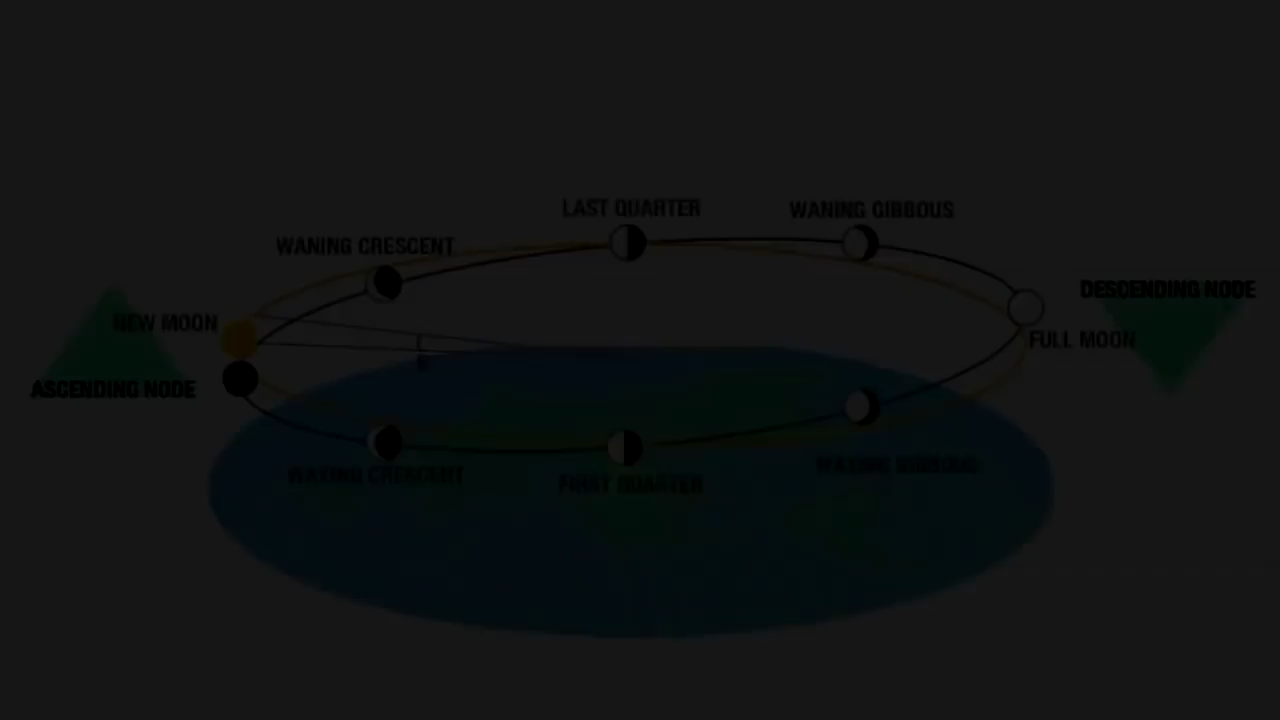 LAST QUARTER
WANING GIBBOUS
WANING CRESCENT
DESCENDING NODE
NEW MOON
FULL MOON
ASCENDING NODE
WAXING GIBBOUS
WAXING CRESCENT
FIRST QUARTER